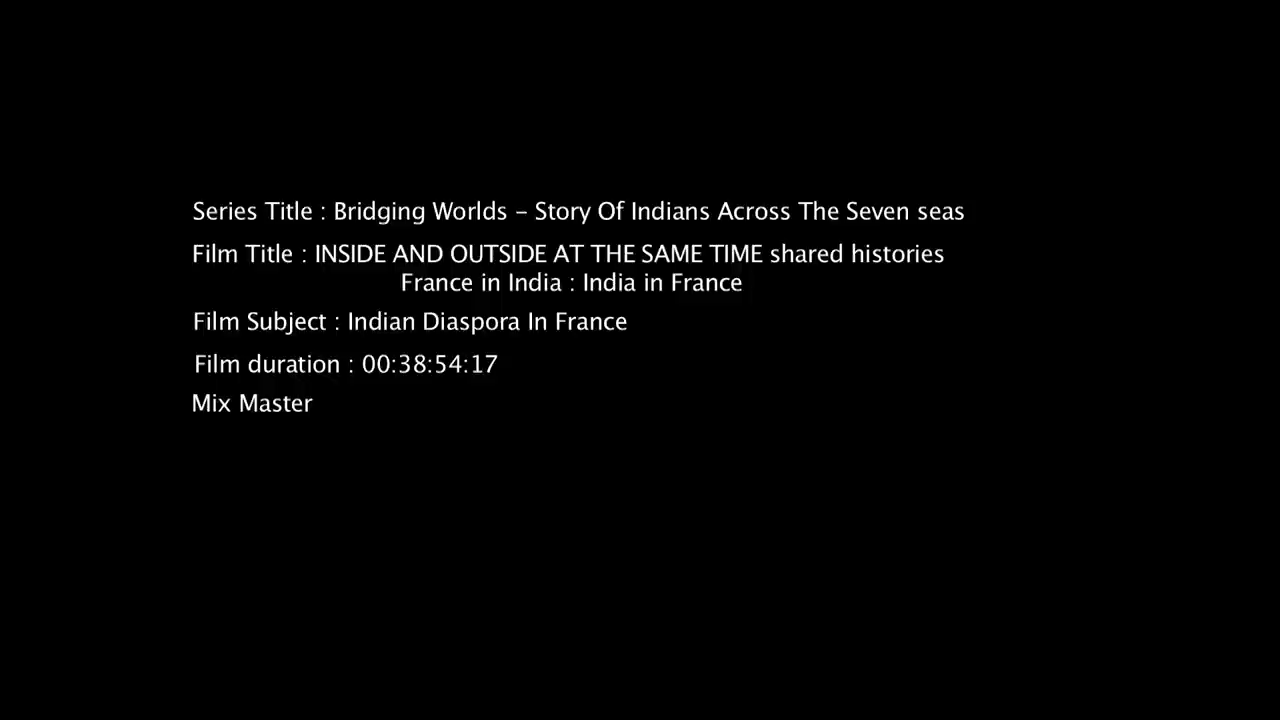 Series Title : Bridging Worlds – Story Of Indians Across The Seven seas
Film Title : INSIDE AND OUTSIDE AT THE SAME TIME shared histories
France in India : India in France
Film Subject : Indian Diaspora In France
Film duration : 00:38:54:17
Mix Master